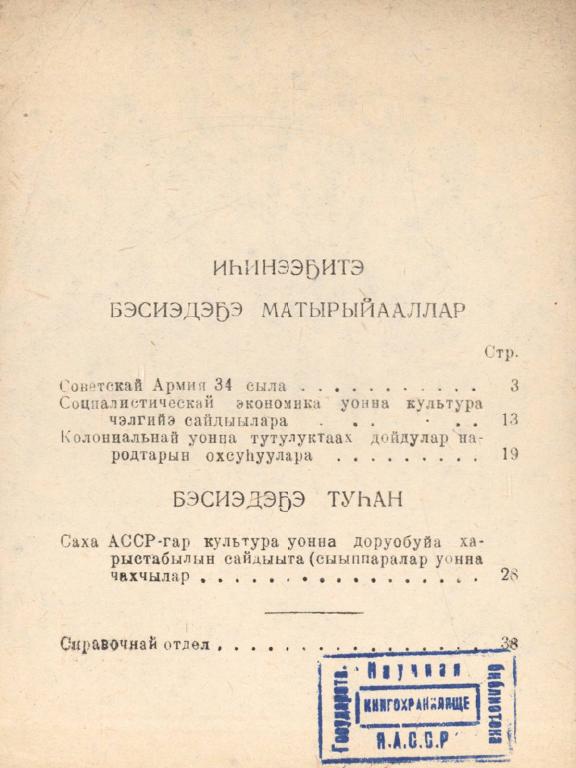 ИҺИНЭЭҔИТЭ
БЭСИЭДЭҔЭ МАТЫРЫЙААЛЛАР
Стр.
Советскай Армия 34 сыла . . . . . . . . . . . 3
Социалистическай экономика уонна культура
чэлгийэ сайдыылара . . . . . 13
Колониальнай уонна тутулуктаах дойдулар на-
родтарын охсуһуулара . . . . . . . . . 19
БЭСИЭДЭҔЭ ТУҺАН
Саха АССР-гар культура уонна доруобуйа ха-
рыстабылын сайдыыта (сыыппаралар уонна
чахчылар . . . . . . . . . . . . . . . . 28
Справочнай отдел . . . . . . . . . . . . . . . 38
Государств. Научная библиотека
КНИГОХРАНИЛИЩЕ
Я.А.С.С.Р